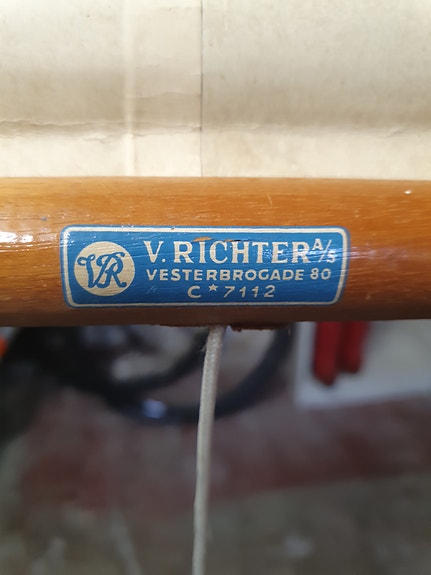 VR
V. RICHTER A/S
VESTERBROGADE 80
C * 7112